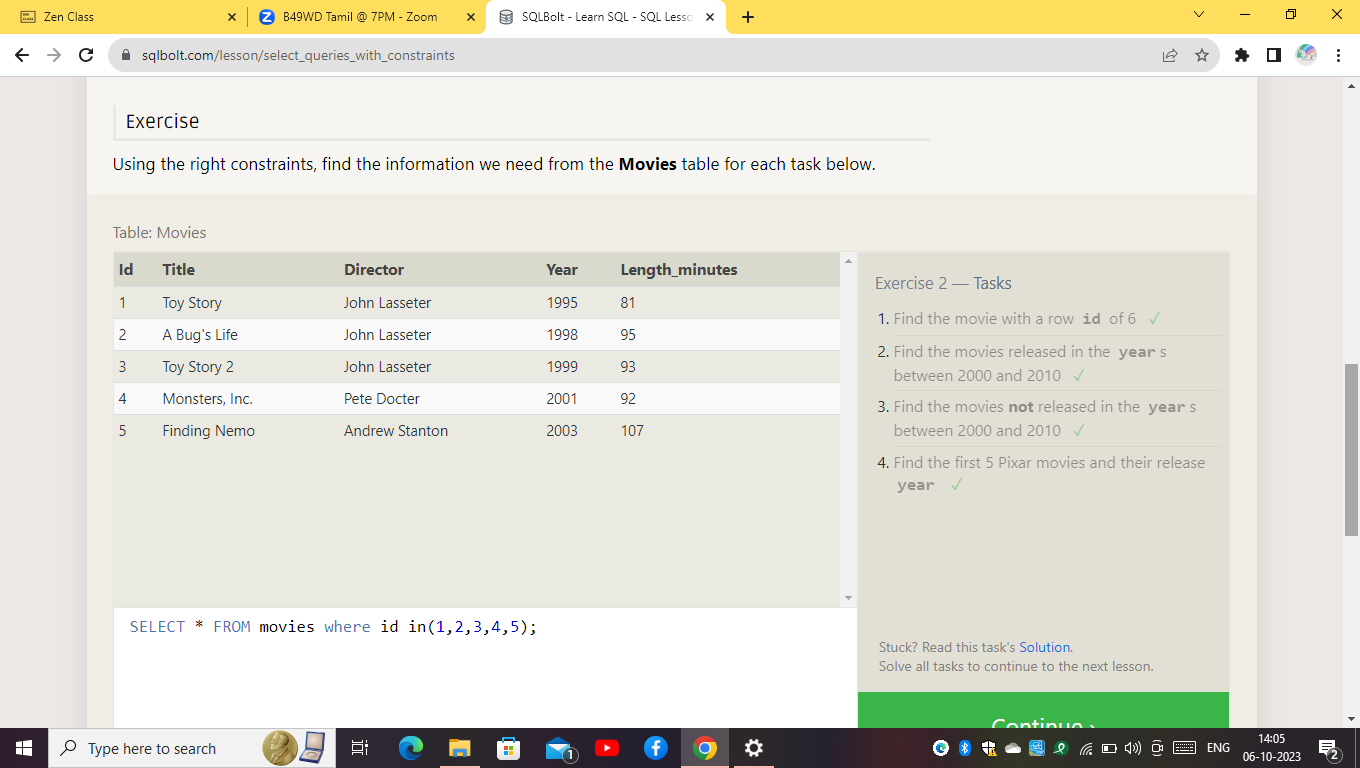 Zen Class
B49WD Tamil @ 7PM - Zoom
SQLBolt - Learn SQL - SQL Lesso
sqlbolt.com/lesson/select_queries_with_constraints
Exercise
Using the right constraints, find the information we need from the Movies table for each task below.
Table: Movies
Id Title Director Year Length_minutes
1 Toy Story John Lasseter 1995 81
2 A Bug's Life John Lasseter 1998 95
3 Toy Story 2 John Lasseter 1999 93
4 Monsters, Inc. Pete Docter 2001 92
5 Finding Nemo Andrew Stanton 2003 107
SELECT * FROM movies where id in(1,2,3,4,5);
Exercise 2 — Tasks
1. Find the movie with a row id of 6 ✓
2. Find the movies released in the year s
between 2000 and 2010 ✓
3. Find the movies not released in the year s
between 2000 and 2010 ✓
4. Find the first 5 Pixar movies and their release
year ✓
Stuck? Read this task's Solution.
Solve all tasks to continue to the next lesson.
Continue ›
Type here to search
1
ENG
14:05
06-10-2023
2